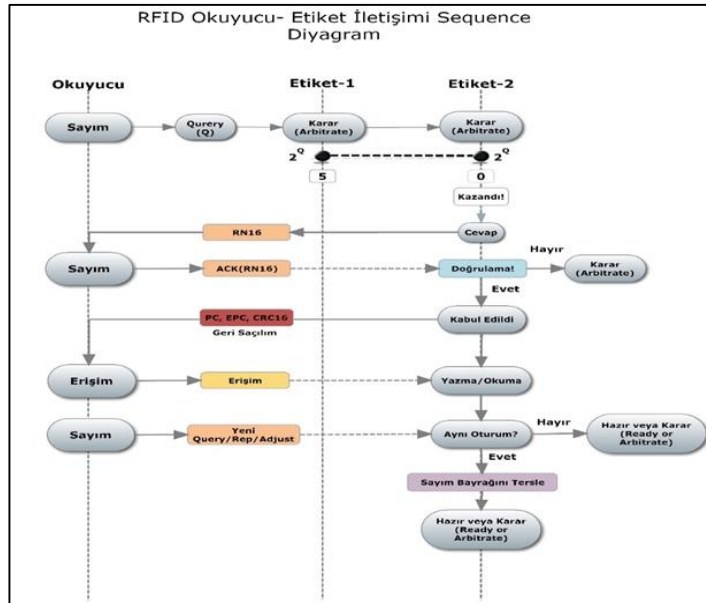 RFID Okuyucu- Etiket İletişimi Sequence
Diyagram
Okuyucu
Etiket-1
Etiket-2
Sayım
Qurery
(Q)
Karar
(Arbitrate)
Karar
(Arbitrate)
2^Q
2^Q
5
0
Kazandı!
RN16
Cevap
Hayır
Sayım
ACK(RN16)
Doğrulama!
Karar
(Arbitrate)
Evet
PC, EPC, CRC16
Kabul Edildi
Geri Saçılım
Erişim
Erişim
Yazma/Okuma
Sayım
Yeni
Query/Rep/Adjust
Aynı Oturum?
Hayır
Hazır veya Karar
(Ready or
Arbitrate)
Evet
Sayım Bayrağını Tersle
Hazır veya Karar
(Ready or
Arbitrate)